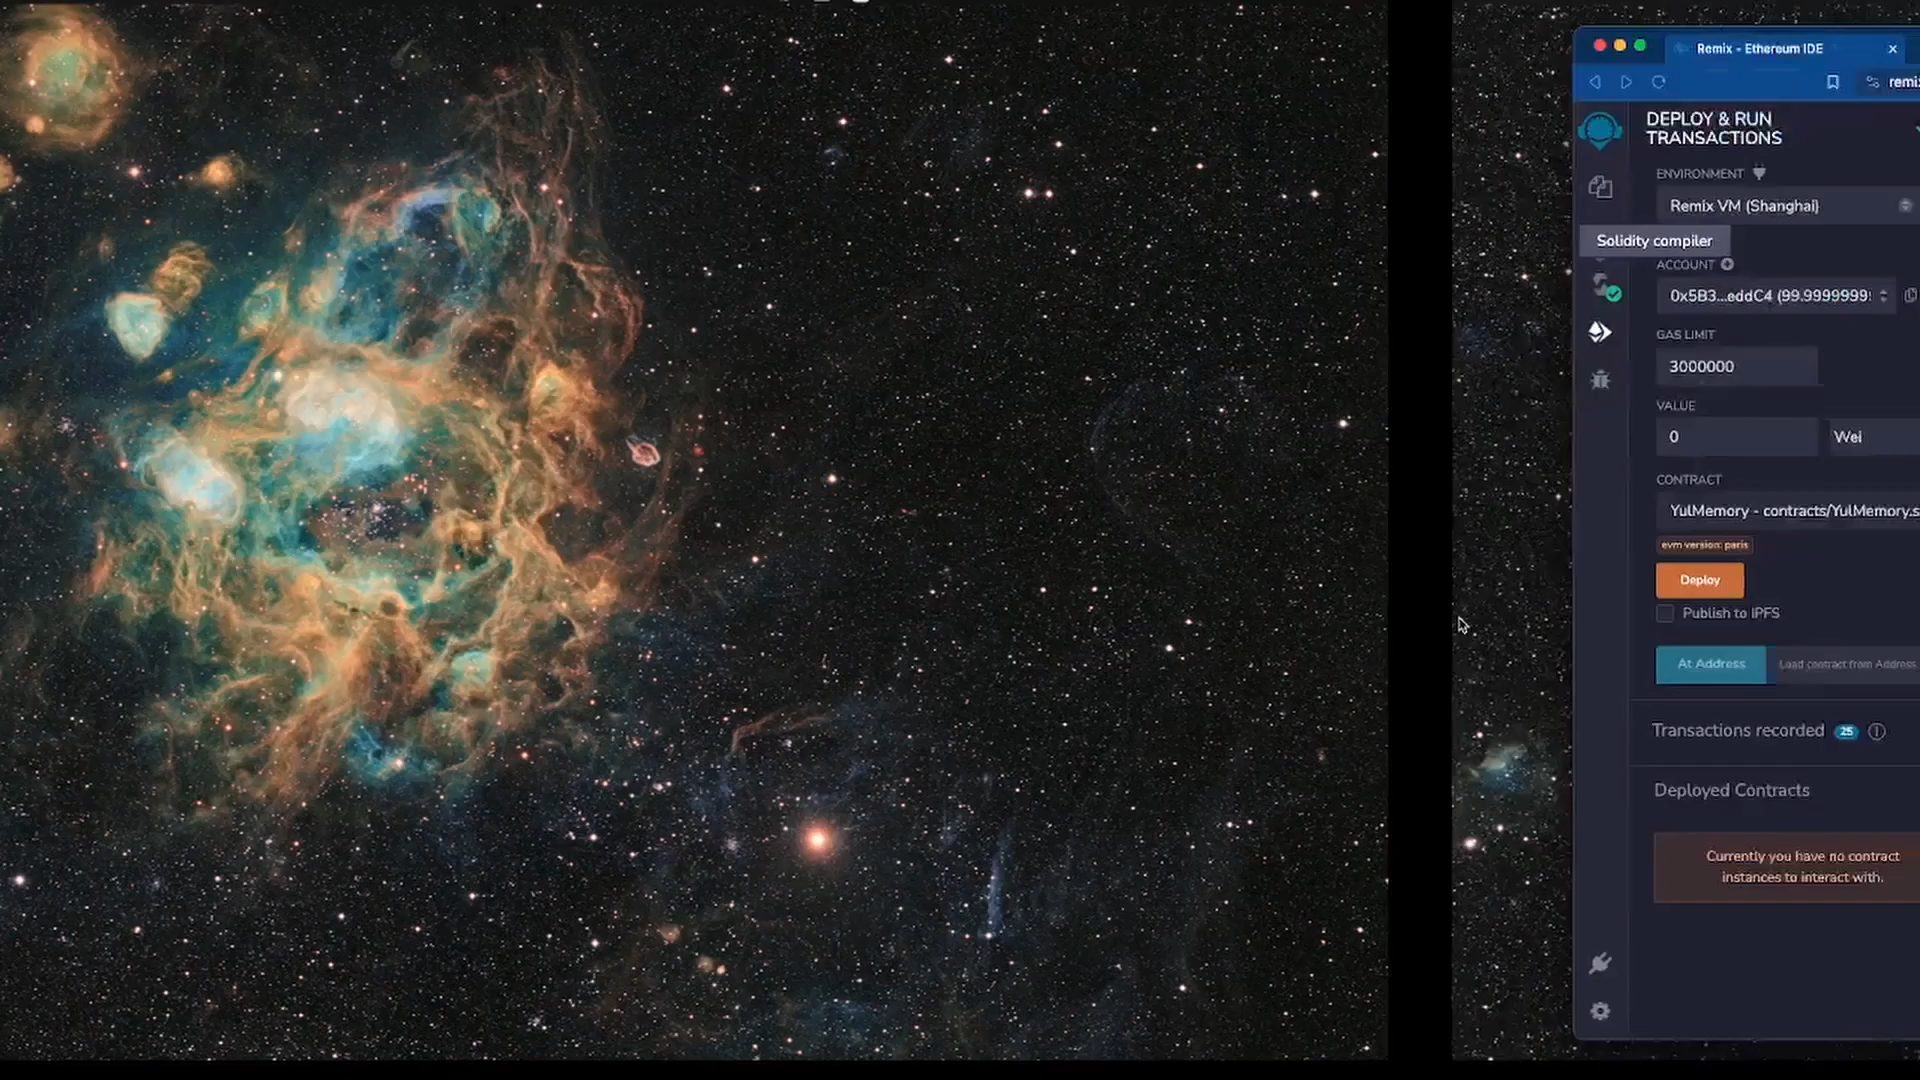 Remix - Ethereum IDE
remix
DEPLOY & RUN
TRANSACTIONS
ENVIRONMENT
Remix VM (Shanghai)
Solidity compiler
ACCOUNT
0x5B3...eddC4 (99.9999999
GAS LIMIT
3000000
VALUE
0
Wei
CONTRACT
YulMemory - contracts/YulMemory.s
evm version: paris
Deploy
Publish to IPFS
At Address
Load contract from Address
Transactions recorded 25
Deployed Contracts
Currently you have no contract
instances to interact with.